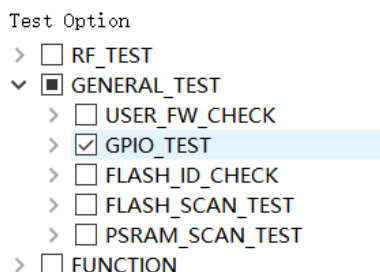 Test Option
RF_TEST
GENERAL_TEST
USER_FW_CHECK
GPIO_TEST
FLASH_ID_CHECK
FLASH_SCAN_TEST
PSRAM_SCAN_TEST
FUNCTION